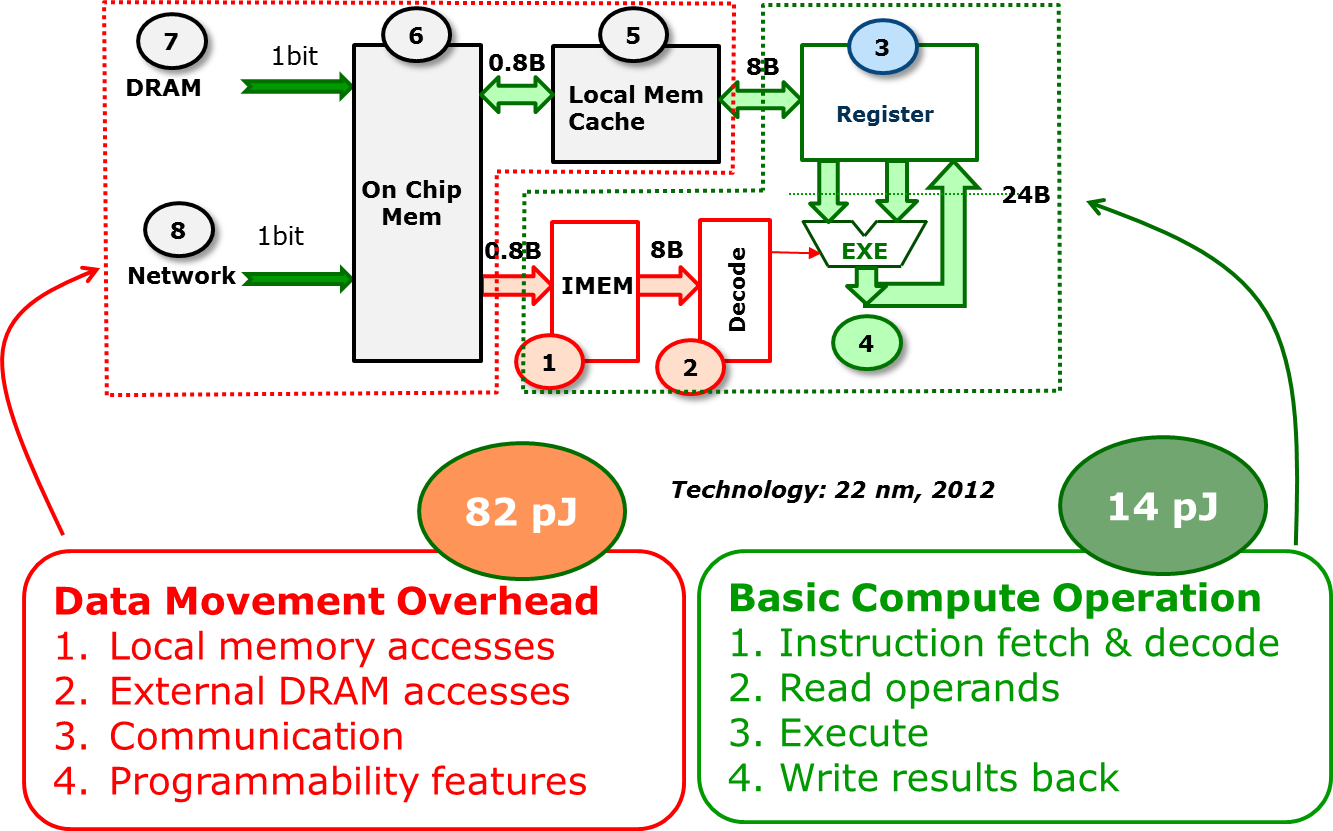 7
6
5
3
1bit
0.8B
8B
DRAM
Local Mem
Cache
Register
On Chip
Mem
24B
8
1bit
Network
0.8B
8B
IMEM
Decode
EXE
1
2
4
82 pJ
Technology: 22 nm, 2012
14 pJ
Data Movement Overhead
1. Local memory accesses
2. External DRAM accesses
3. Communication
4. Programmability features
Basic Compute Operation
1. Instruction fetch & decode
2. Read operands
3. Execute
4. Write results back